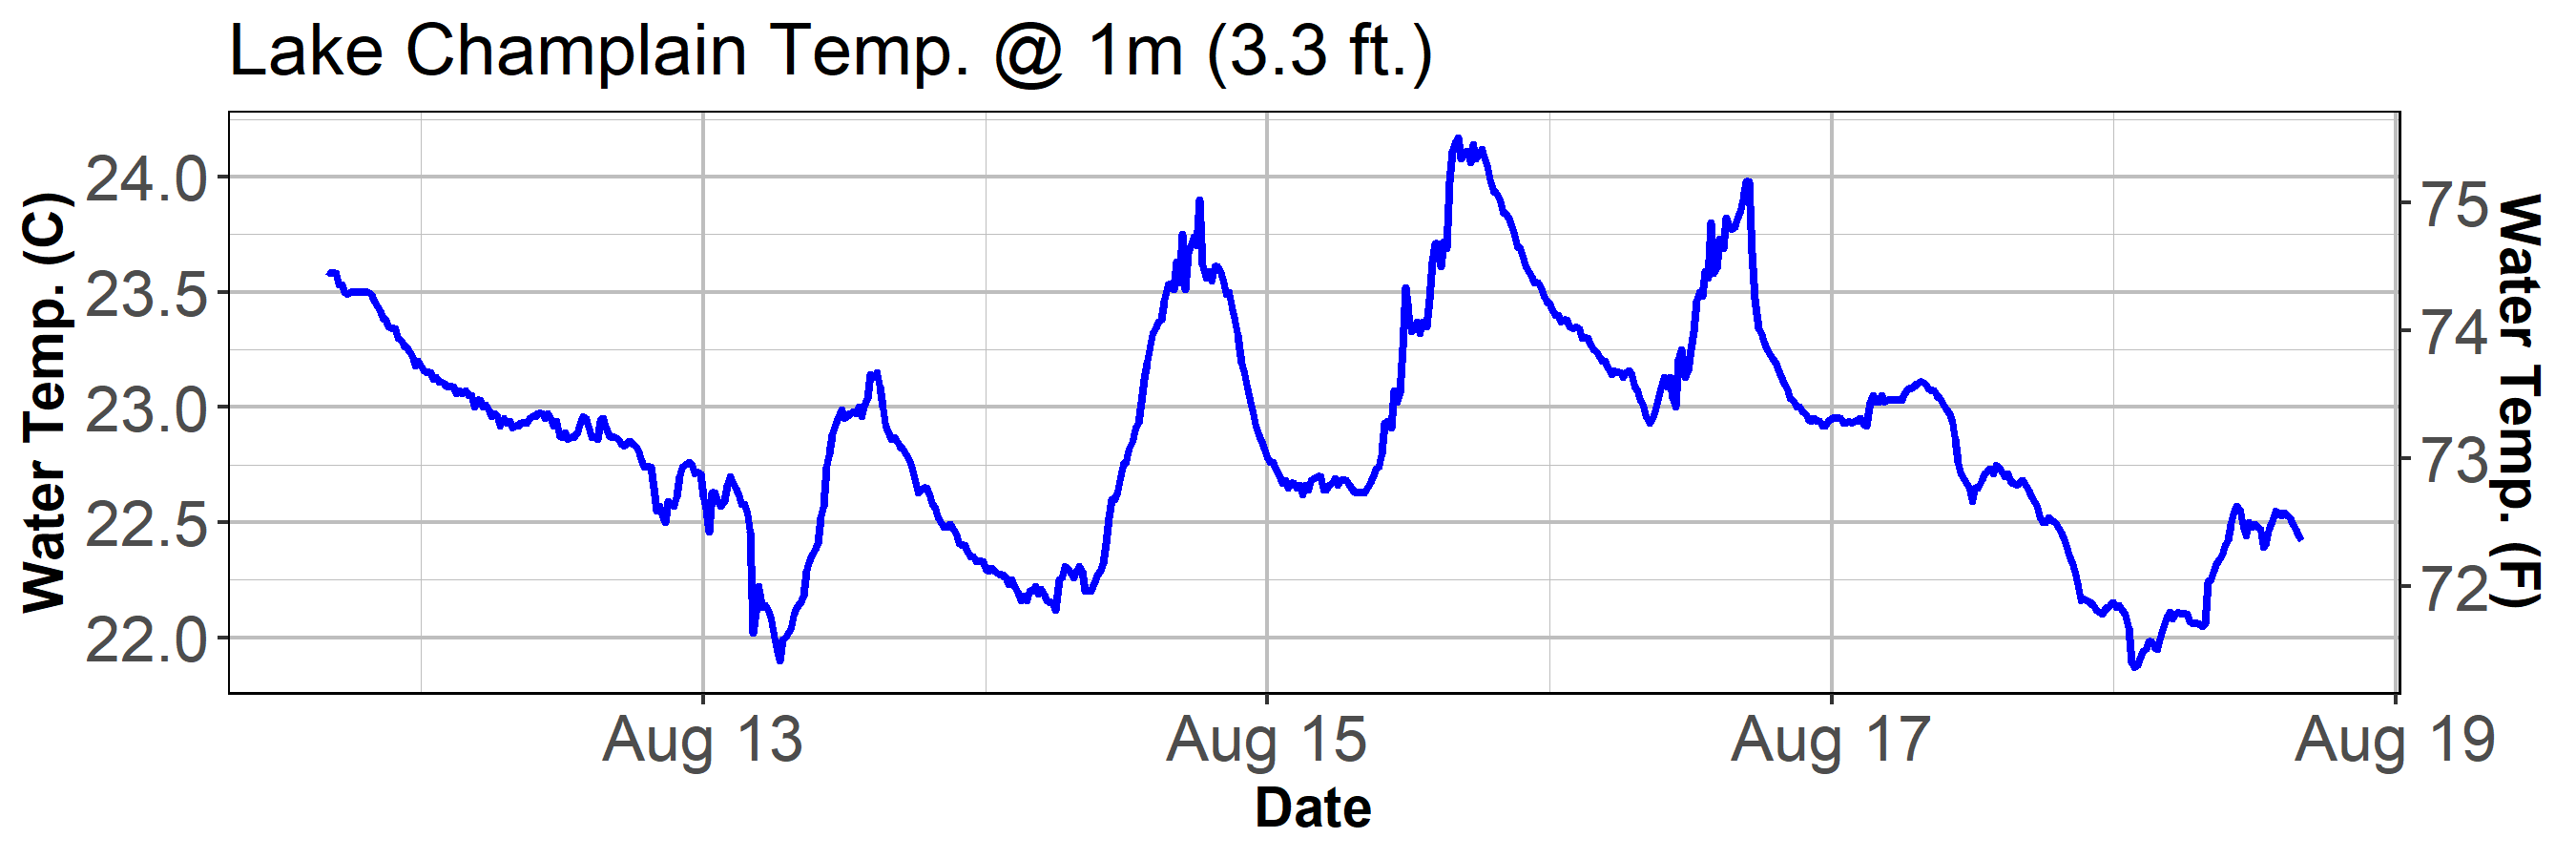 Lake Champlain Temp. @ 1m (3.3 ft.)
Water Temp. (C)
24.0
23.5
23.0
22.5
22.0
75
74
73
72
Water Temp. (F)
Aug 13
Aug 15
Aug 17
Aug 19
Date